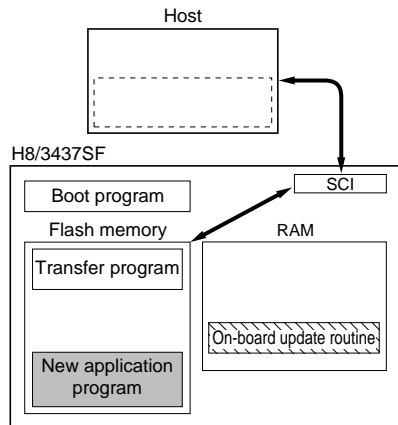 Host
H8/3437SF
SCI
Boot program
Flash memory
RAM
Transfer program
On-board update routine
New application
program